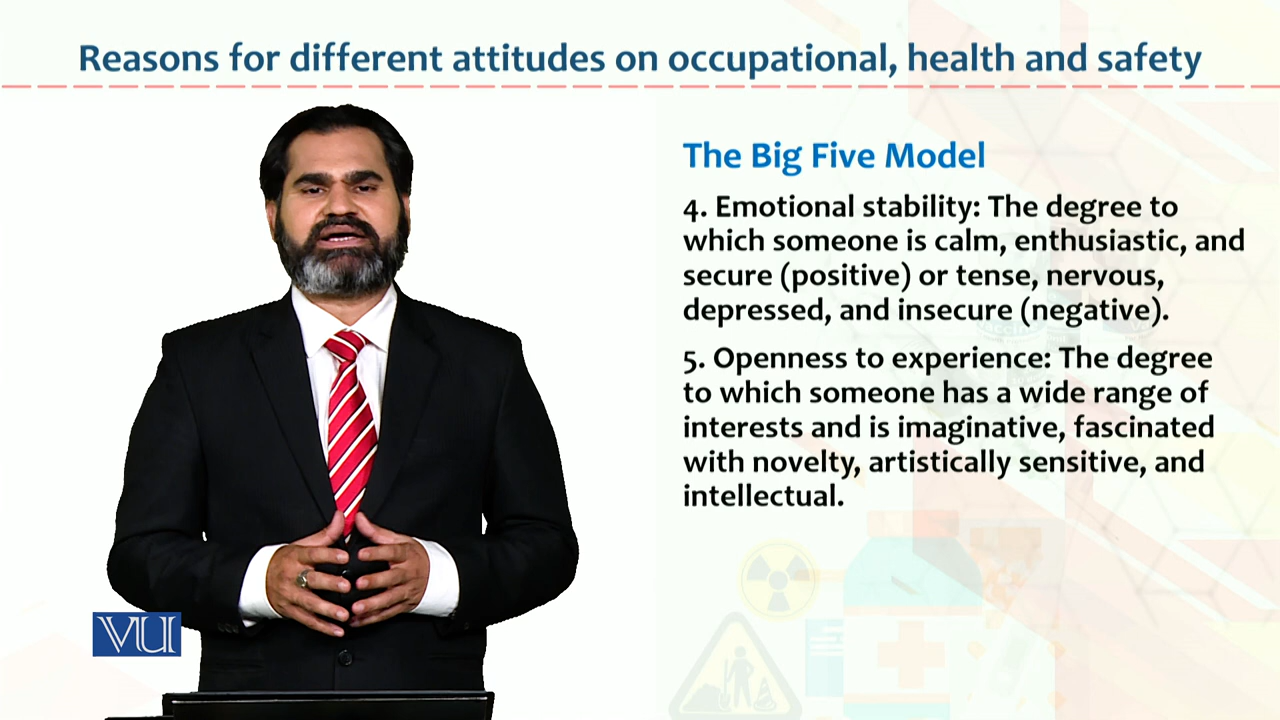 Reasons for different attitudes on occupational, health and safety
The Big Five Model
4. Emotional stability: The degree to
which someone is calm, enthusiastic, and
secure (positive) or tense, nervous,
depressed, and insecure (negative).
5. Openness to experience: The degree
to which someone has a wide range of
interests and is imaginative, fascinated
with novelty, artistically sensitive, and
intellectual.
VU